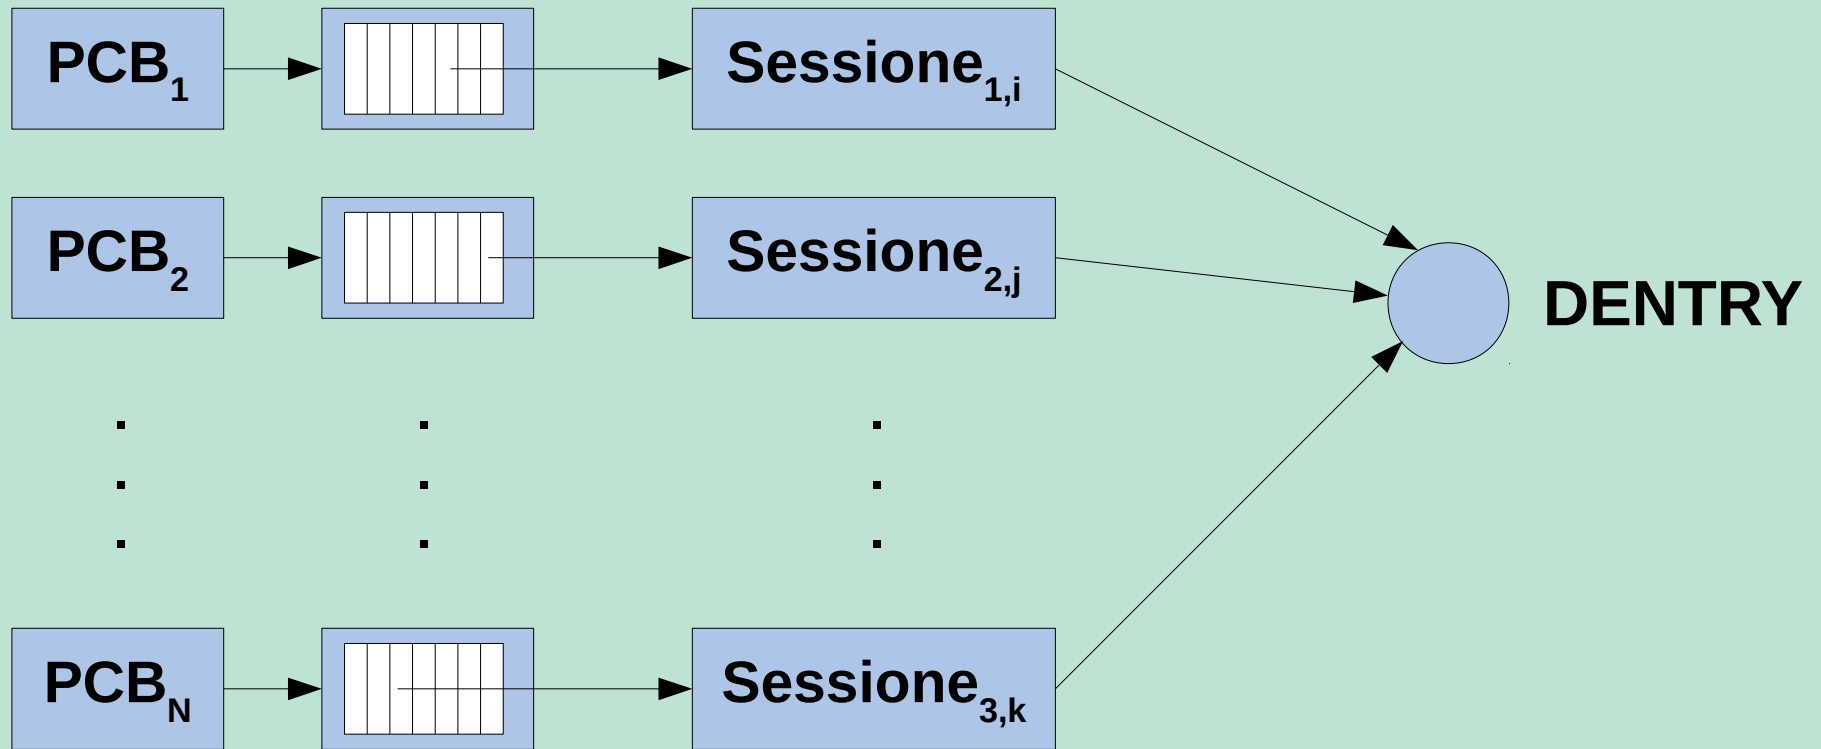 PCB1 Sessione1,i
PCB2 Sessione2,j
DENTRY
PCBN Sessione3,k